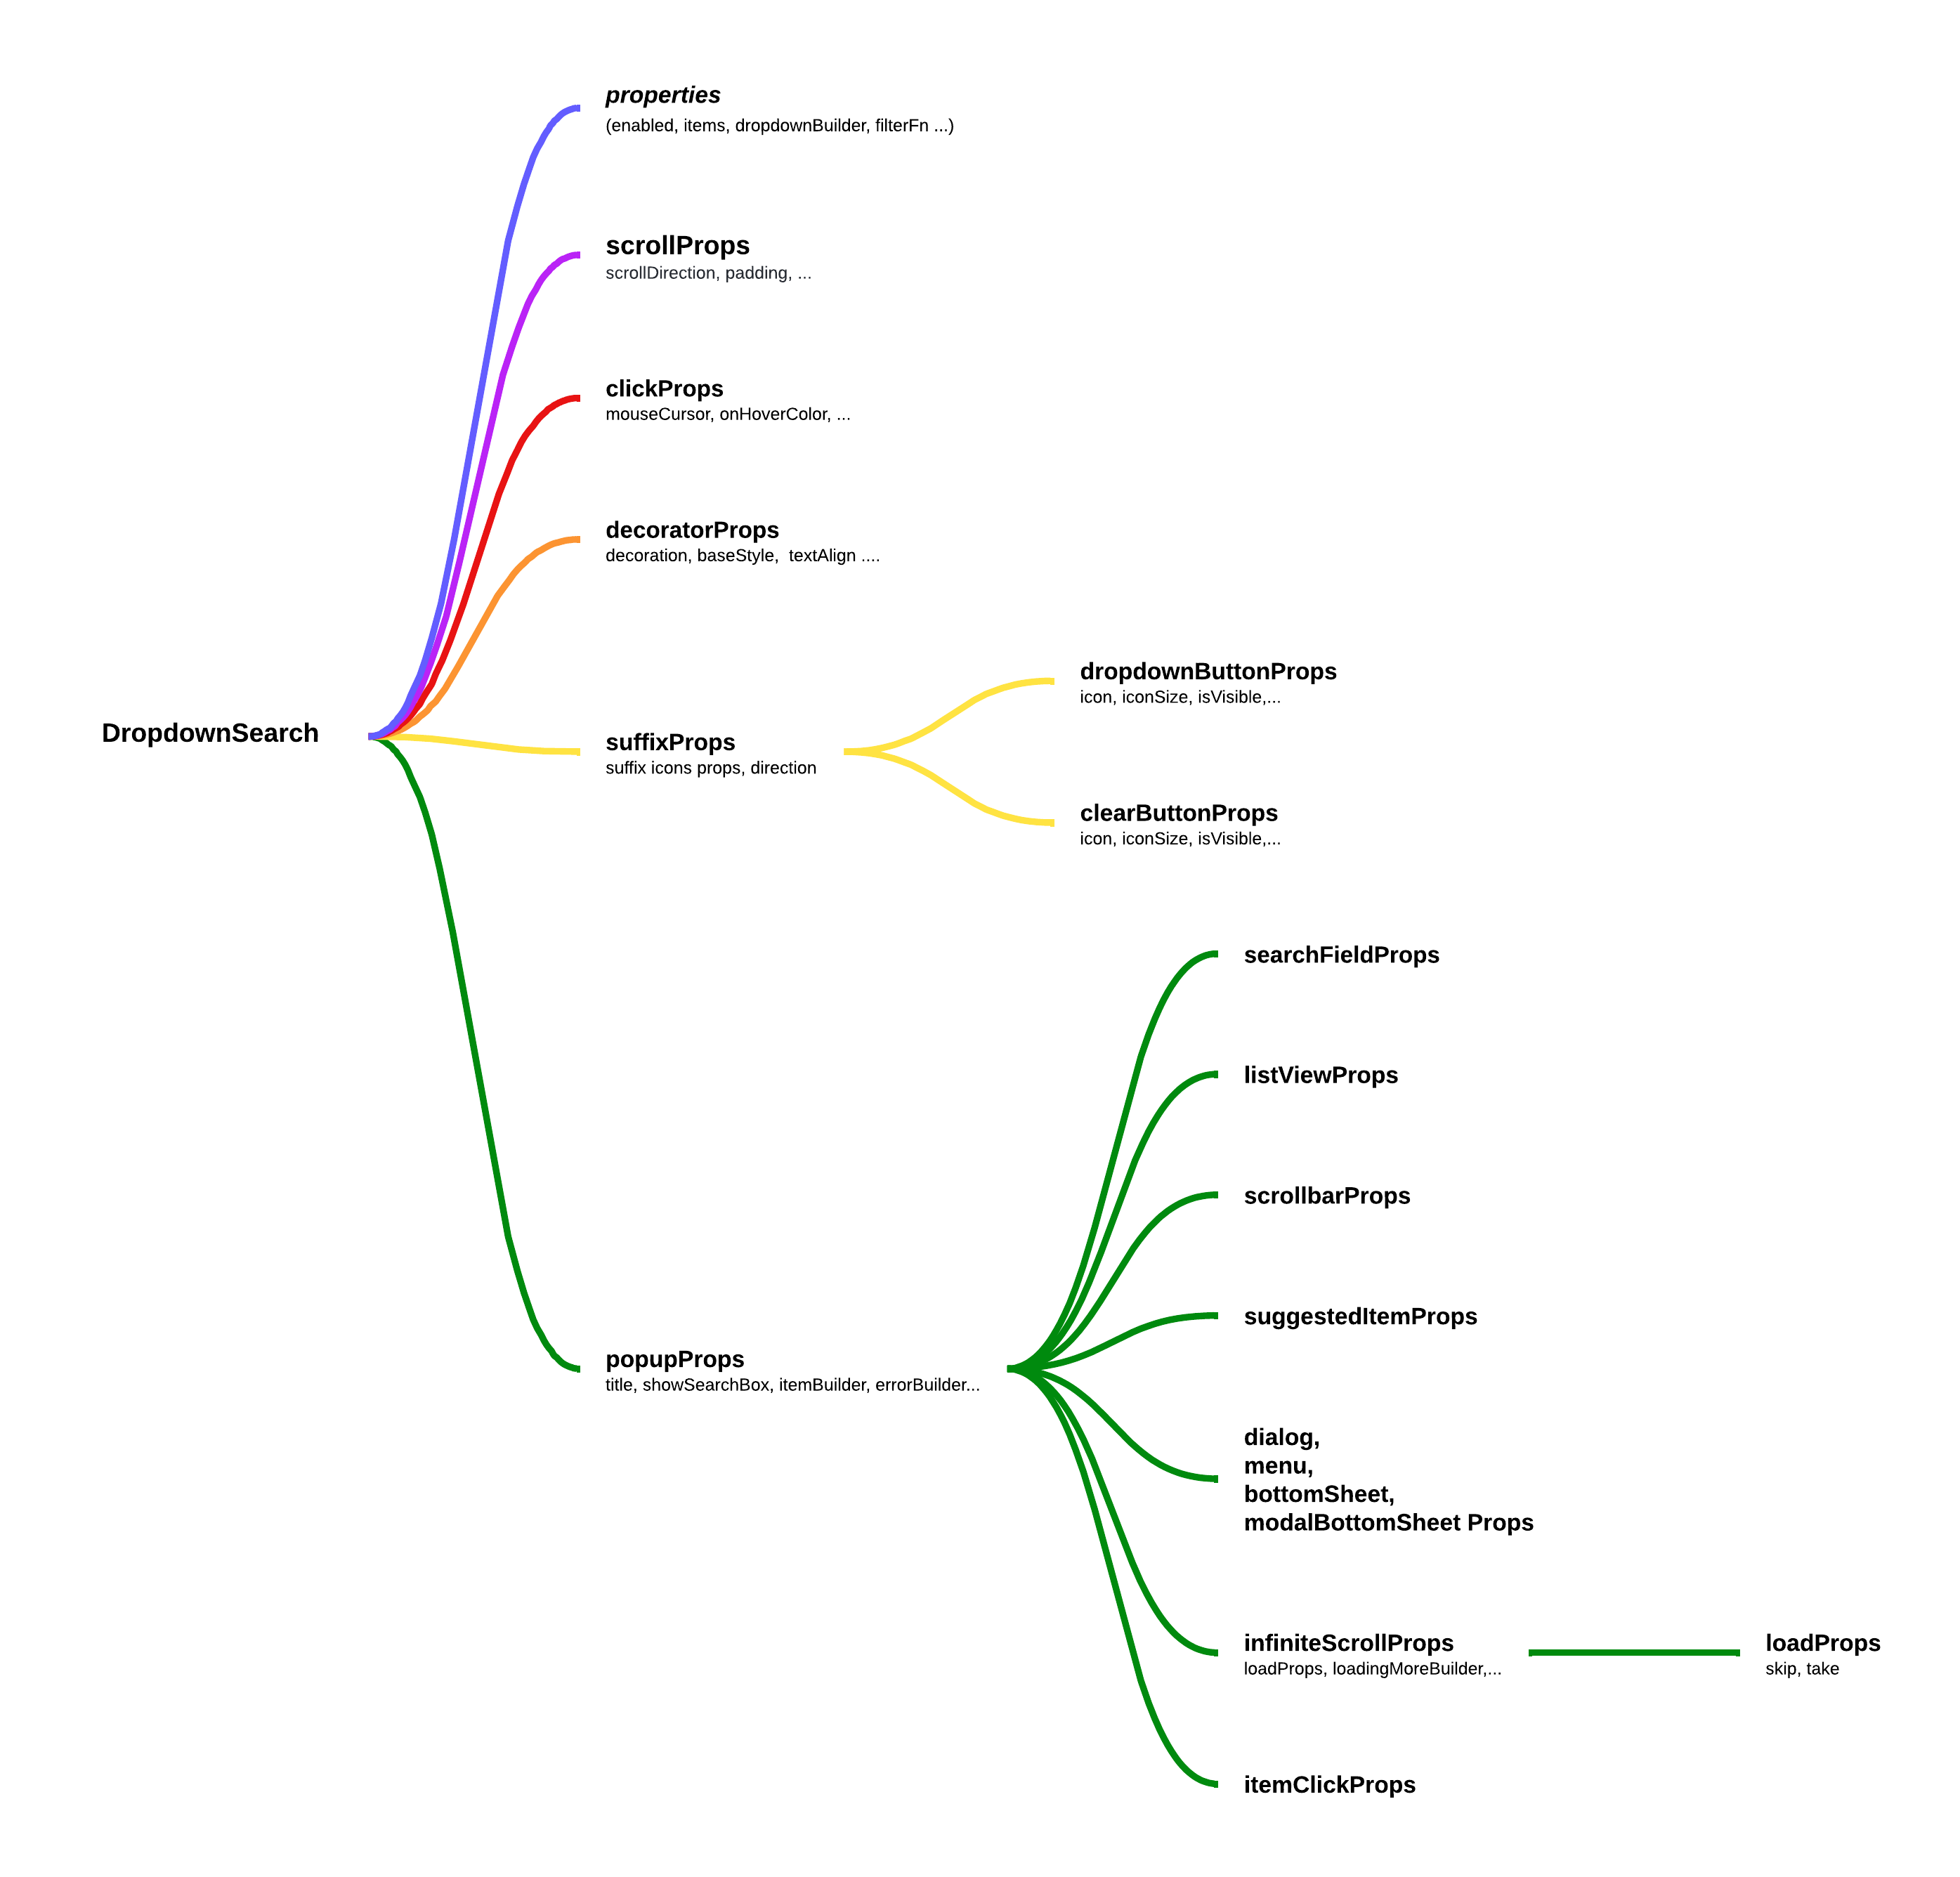 properties
(enabled, items, dropdownBuilder, filterFn ...)
scrollProps
scrollDirection, padding, ...
clickProps
mouseCursor, onHoverColor, ...
decoratorProps
decoration, baseStyle,  textAlign ....
DropdownSearch
suffixProps
suffix icons props, direction
dropdownButtonProps
icon, iconSize, isVisible,...
clearButtonProps
icon, iconSize, isVisible,...
popupProps
title, showSearchBox, itemBuilder, errorBuilder...
searchFieldProps
listViewProps
scrollbarProps
suggestedItemProps
dialog,
menu,
bottomSheet,
modalBottomSheet Props
infiniteScrollProps
loadProps, loadingMoreBuilder,...
loadProps
skip, take
itemClickProps